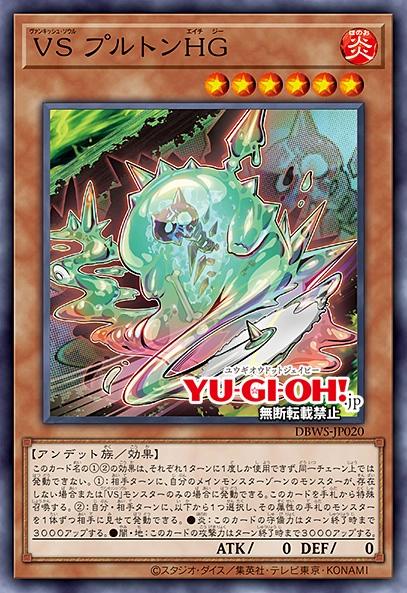 ヴァンキッシュ・ソウル エイチ ジー
VS プルトンHG
ほのお
炎
ユウギオウドットジェイピー
YU-GI-OH!.jp
無断転載禁止
DBWS-JP020
【アンデット族/効果】
このカード名の①②の効果は、それぞれ1ターンに1度しか使用できず、同一チェーン上では
発動できない。①:相手ターンに、自分のメインモンスターゾーンのモンスターが、存在
しない場合または「VS」モンスターのみの場合に発動できる。このカードを手札から特殊
召喚する。②:自分・相手ターンに、以下から1つ選択し、その属性の手札のモンスター
を1体ずつ相手に見せて発動できる。●炎:このカードの守備力はターン終了時まで
3000アップする。●闇・地:このカードの攻撃力はターン終了時まで3000アップする。
ATK/ 0 DEF/ 0
©スタジオ・ダイス/集英社・テレビ東京・KONAMI